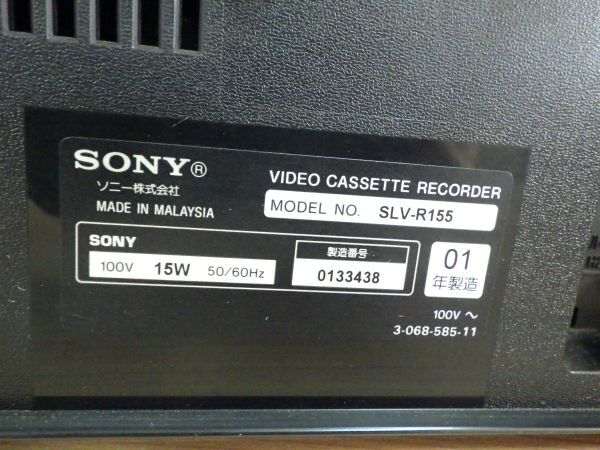 SONY®
ソニー株式会社
MADE IN MALAYSIA
VIDEO CASSETTE RECORDER
MODEL NO. SLV-R155
SONY
100V 15W 50/60Hz
製造番号
0133438
01
年製造
100V ~
3-068-585-11